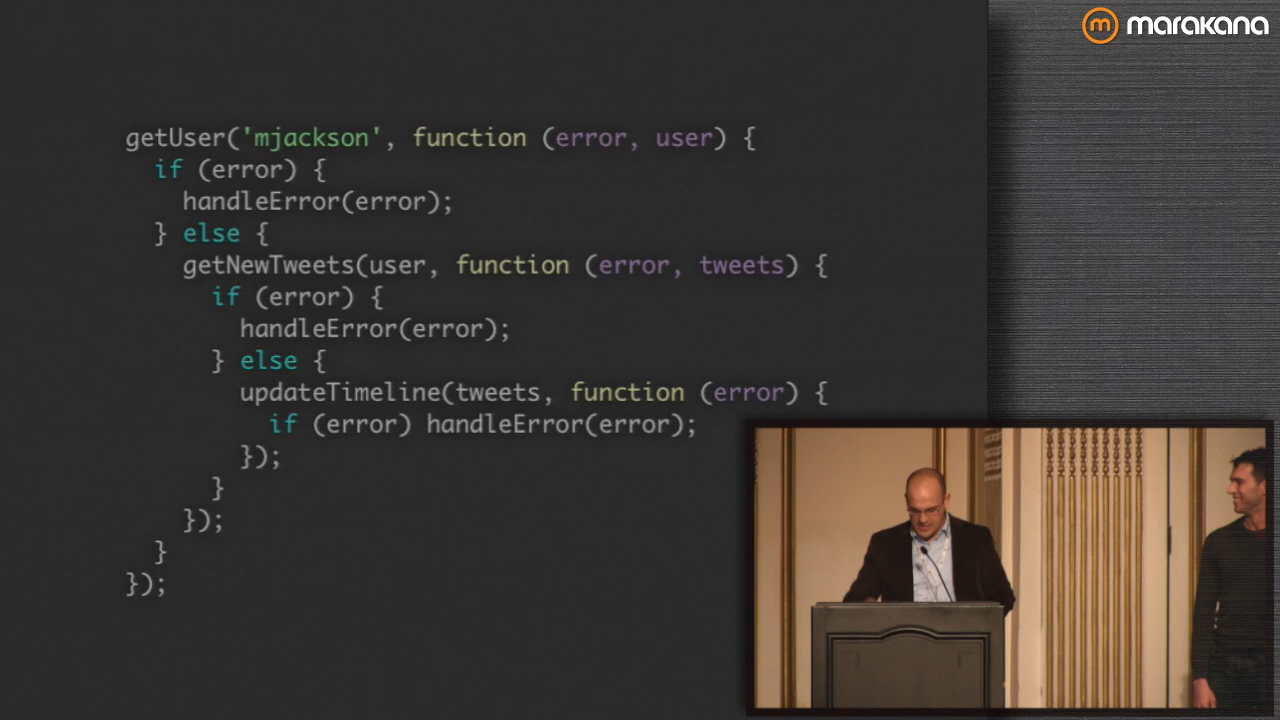 marakana
getUser('mjackson', function (error, user) {
  if (error) {
    handleError(error);
  } else {
    getNewTweets(user, function (error, tweets) {
      if (error) {
        handleError(error);
      } else {
        updateTimeline(tweets, function (error) {
          if (error) handleError(error);
        });
      }
    });
  }
});